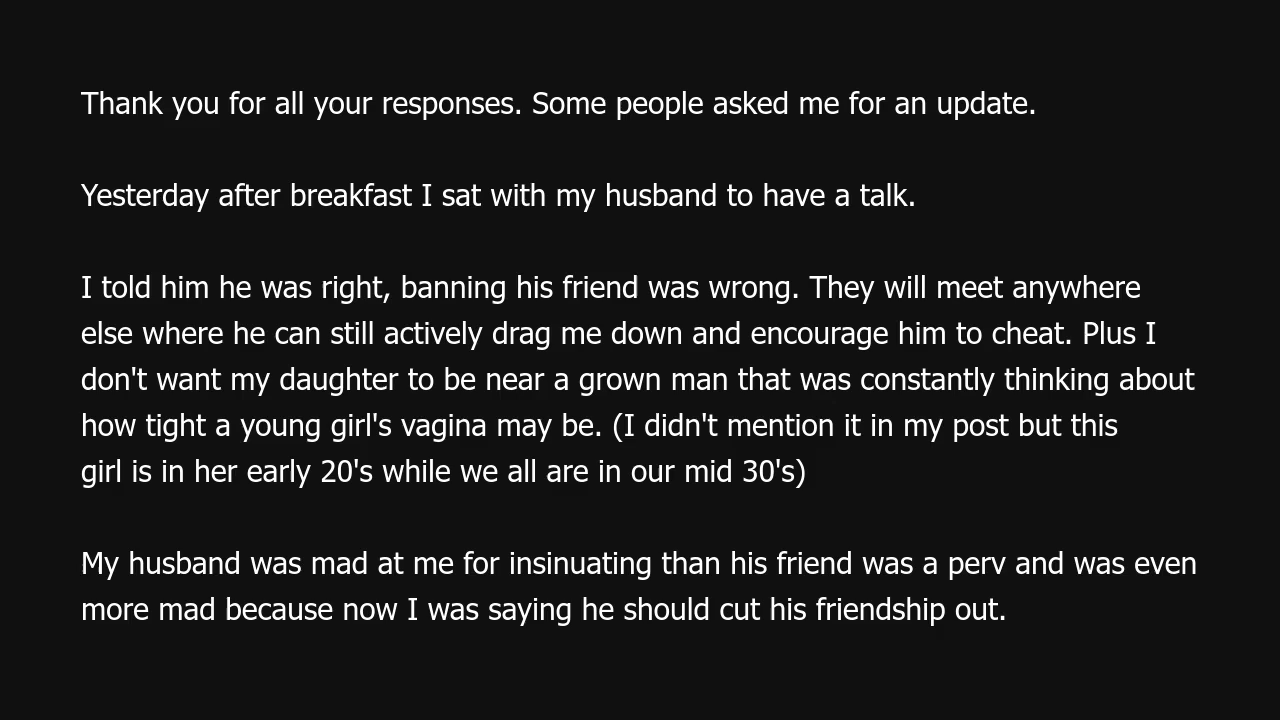 Thank you for all your responses. Some people asked me for an update.
Yesterday after breakfast I sat with my husband to have a talk.
I told him he was right, banning his friend was wrong. They will meet anywhere
else where he can still actively drag me down and encourage him to cheat. Plus I
don't want my daughter to be near a grown man that was constantly thinking about
how tight a young girl's vagina may be. (I didn't mention it in my post but this
girl is in her early 20's while we all are in our mid 30's)
My husband was mad at me for insinuating than his friend was a perv and was even
more mad because now I was saying he should cut his friendship out.